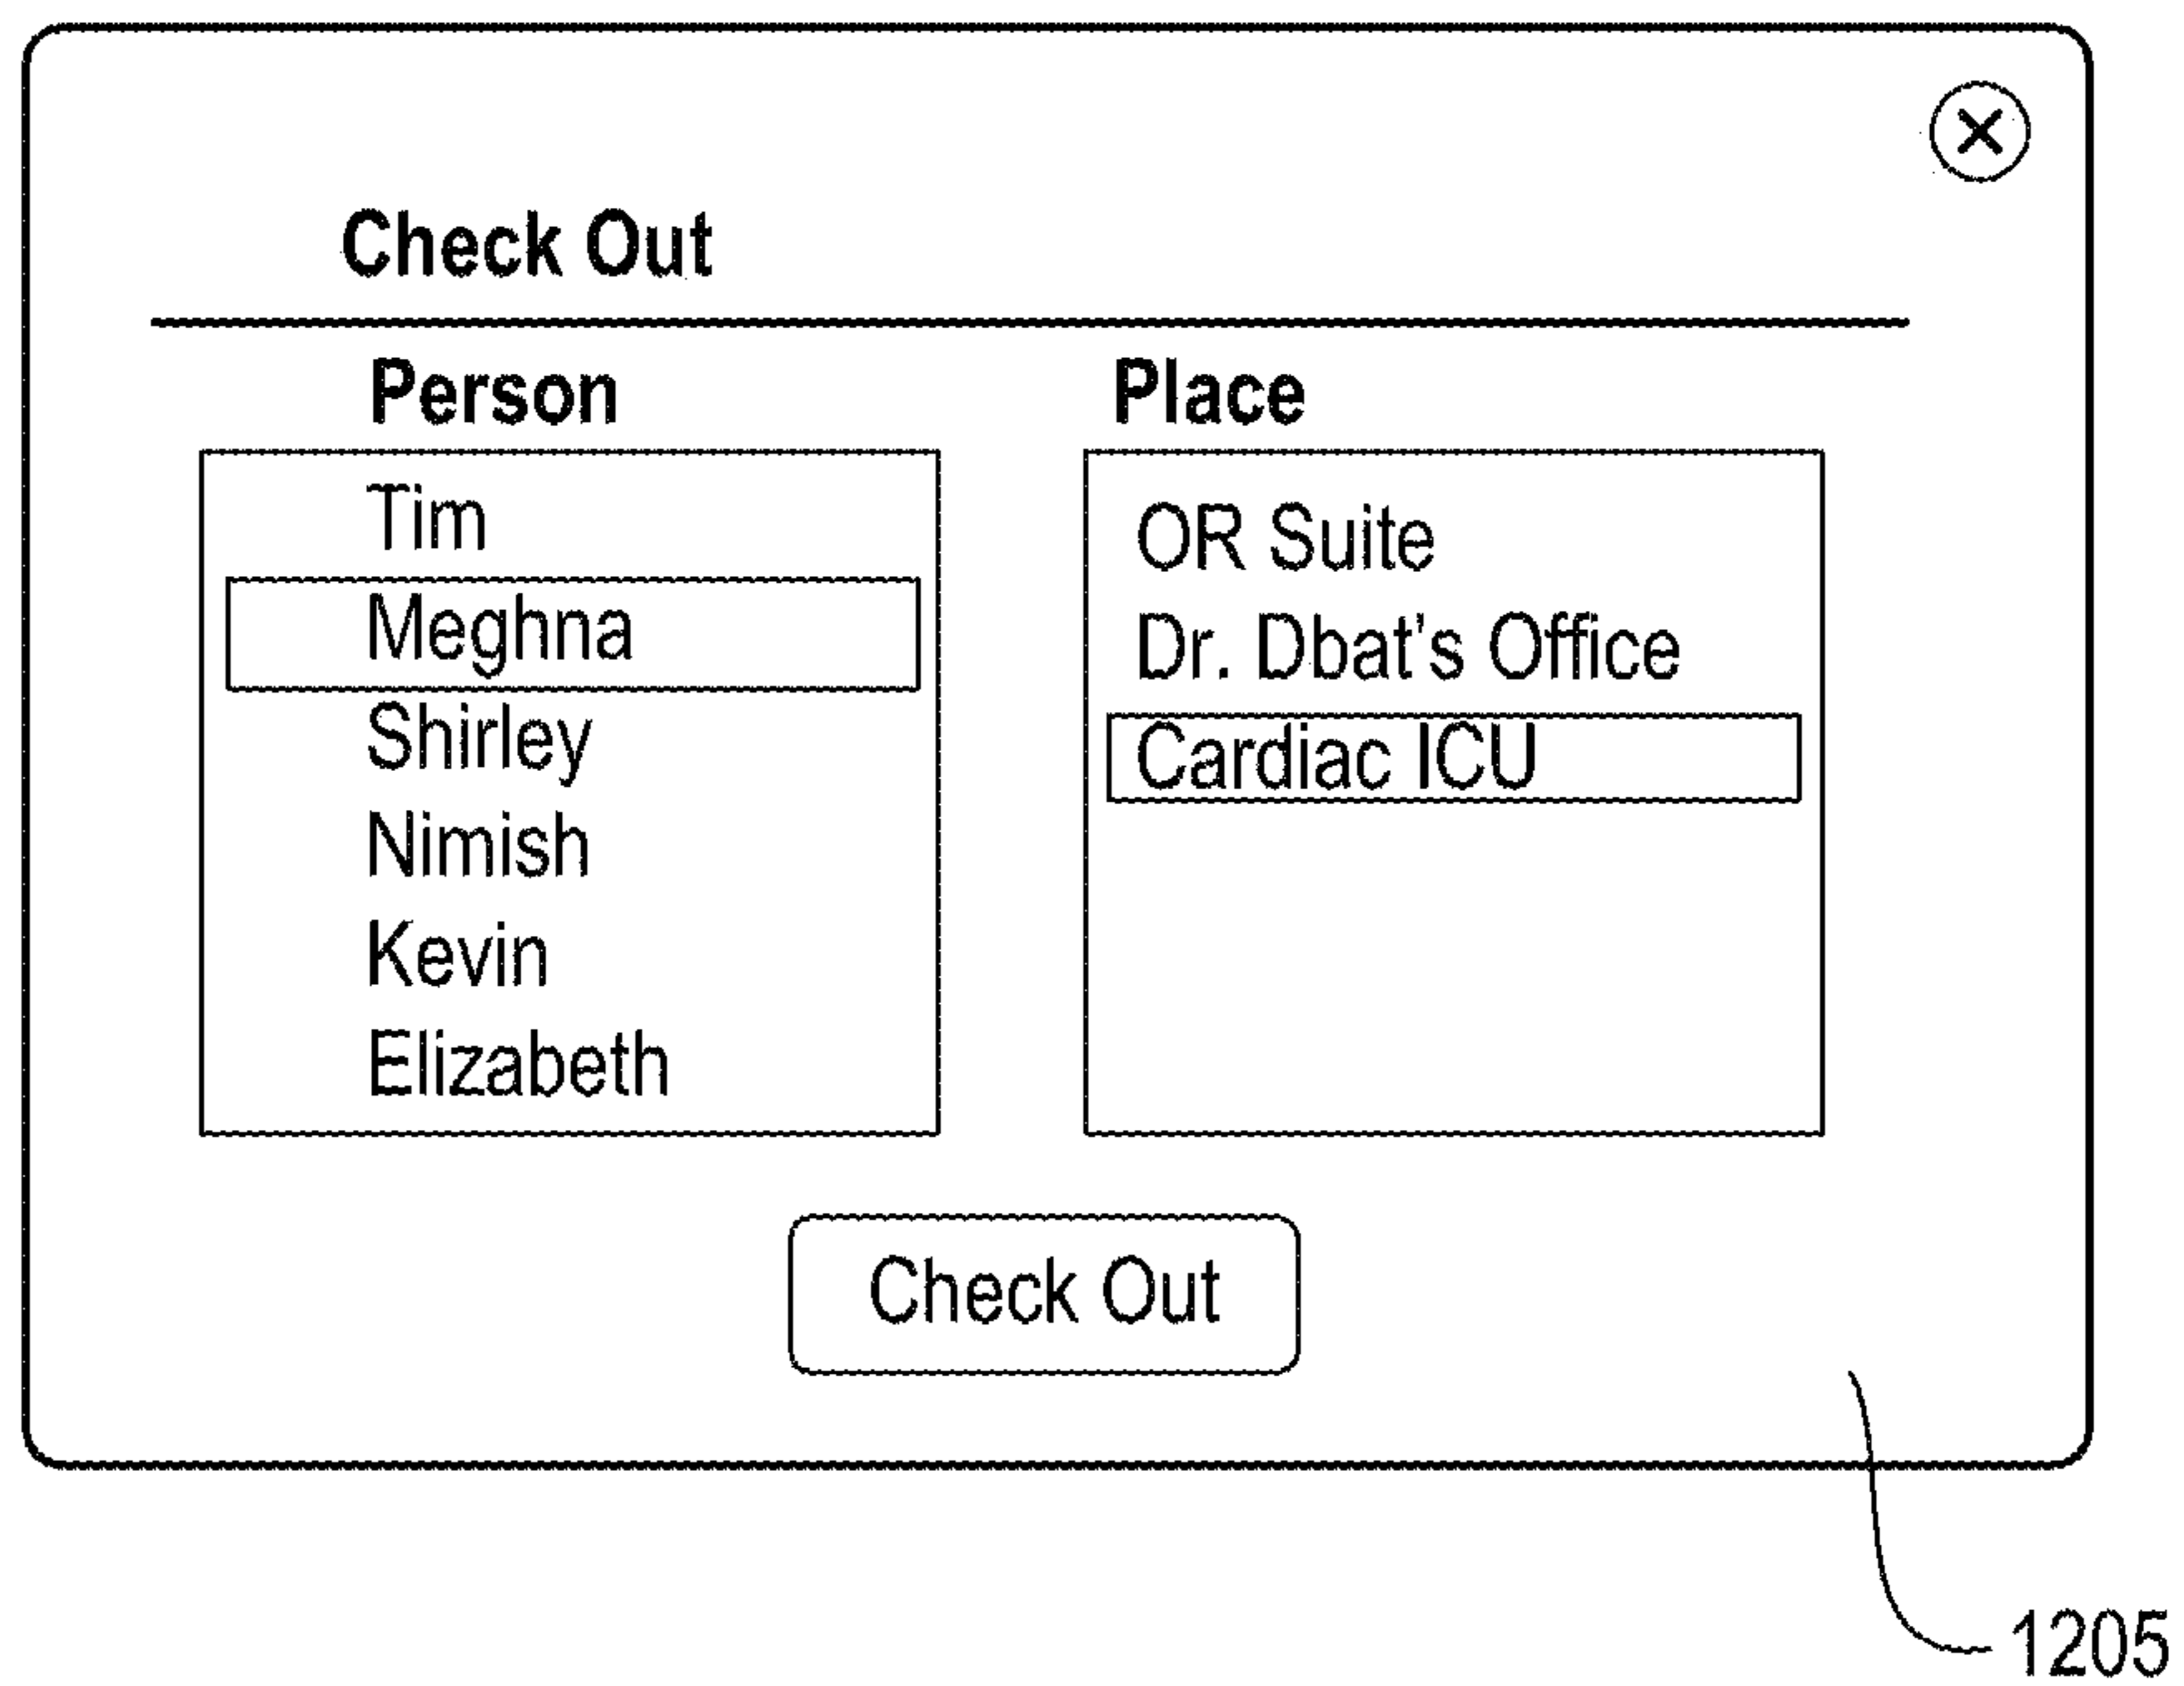 Check Out
Person
Place
Tim
Meghna
Shirley
Nimish
Kevin
Elizabeth
OR Suite
Dr. Dbat's Office
Cardiac ICU
Check Out
1205